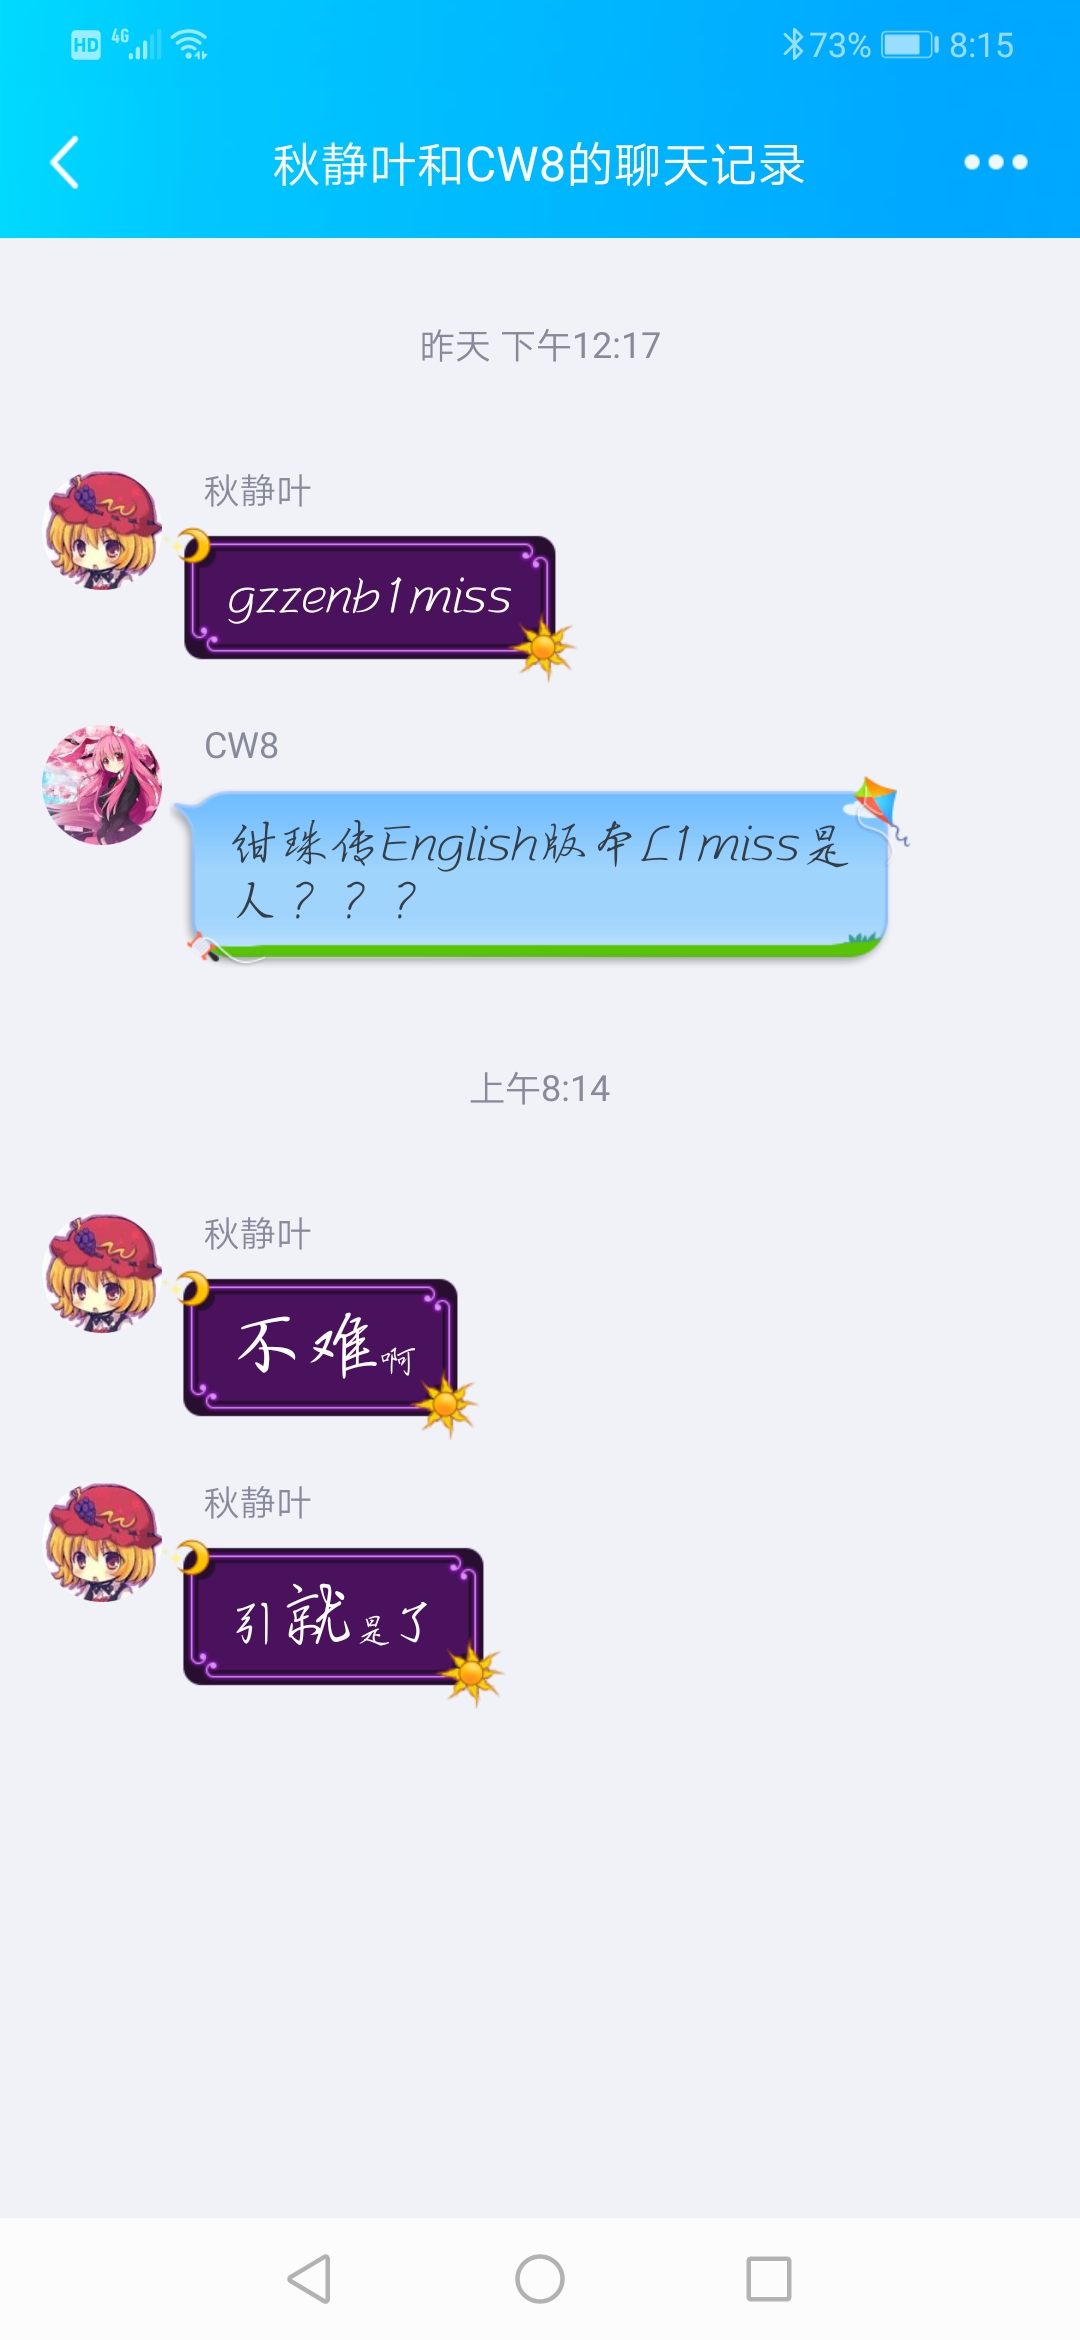 HD 4G 73% 8:15
秋静叶和CW8的聊天记录
昨天 下午12:17
秋静叶
gzzenb1miss
CW8
绀珠传English版本L1miss是
人？？？
上午8:14
秋静叶
不难啊
秋静叶
引就是了